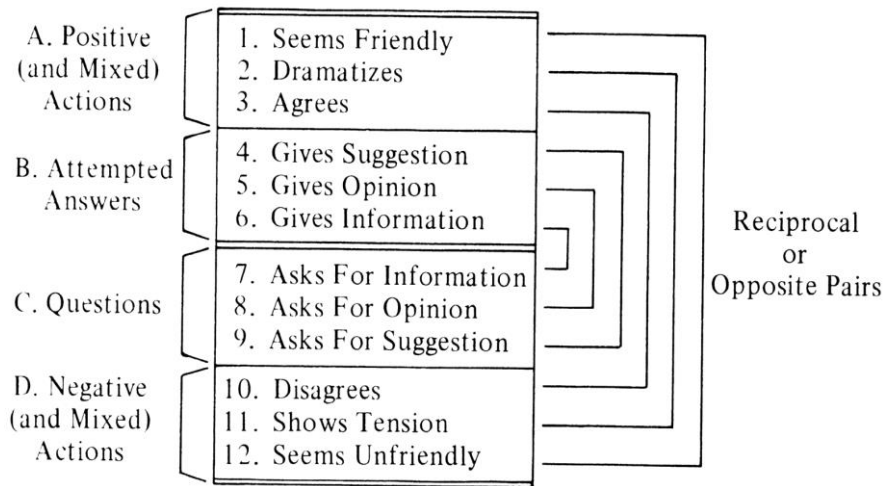 A. Positive
(and Mixed)
Actions
1. Seems Friendly
2. Dramatizes
3. Agrees
B. Attempted
Answers
4. Gives Suggestion
5. Gives Opinion
6. Gives Information
C. Questions
7. Asks For Information
8. Asks For Opinion
9. Asks For Suggestion
D. Negative
(and Mixed)
Actions
10. Disagrees
11. Shows Tension
12. Seems Unfriendly
Reciprocal
or
Opposite Pairs